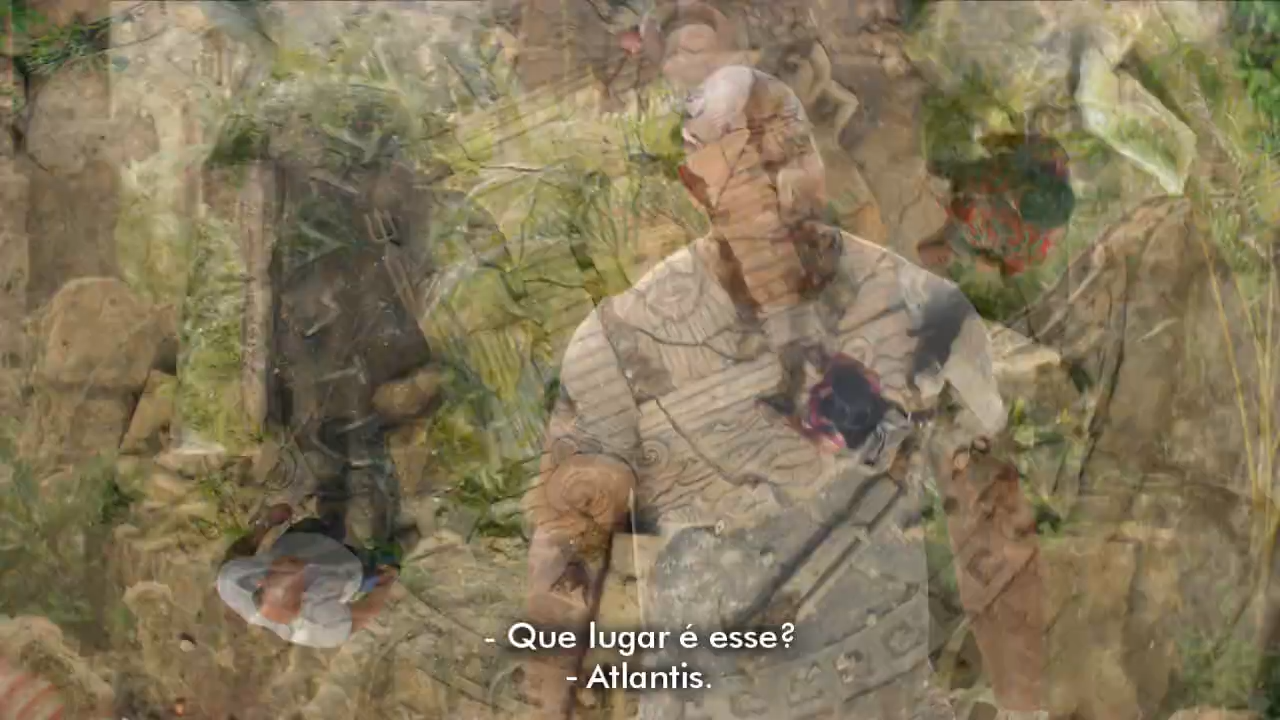 - Que lugar é esse?
- Atlantis.